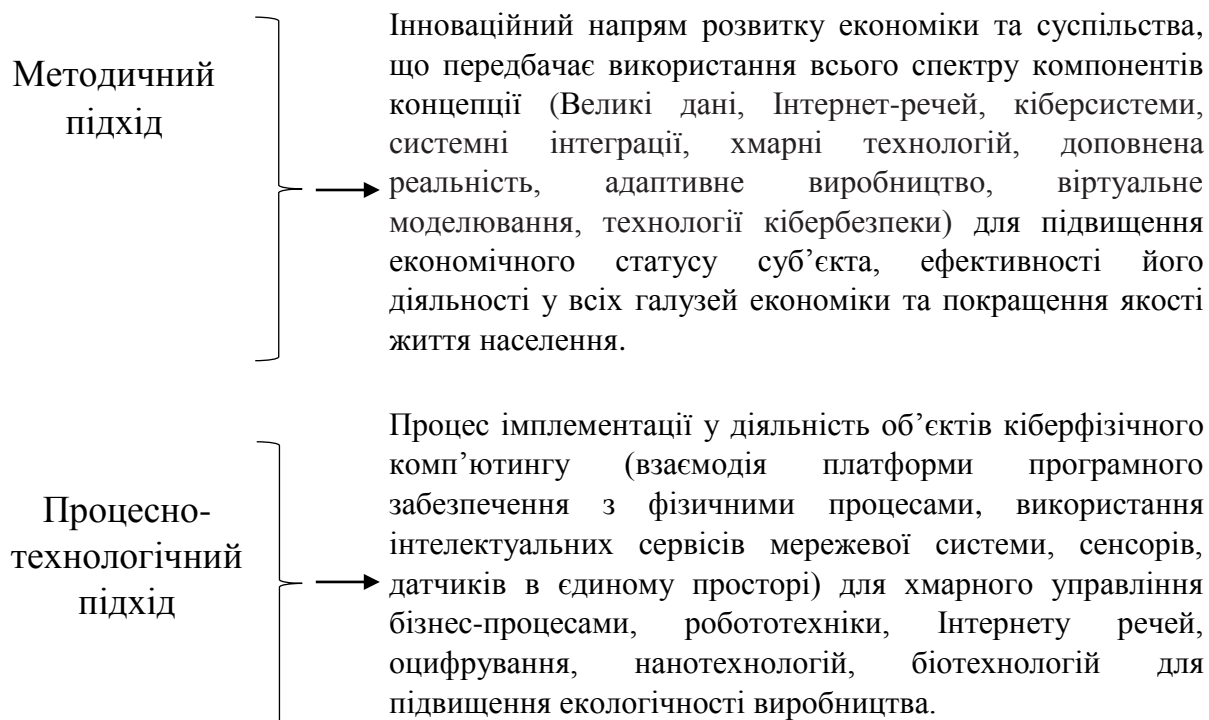 Методичний
підхід
Інноваційний напрям розвитку економіки та суспільства,
що передбачає використання всього спектру компонентів
концепції (Великі дані, Інтернет-речей, кіберсистеми,
системні інтеграції, хмарні технологій, доповнена
реальність, адаптивне виробництво, віртуальне
моделювання, технології кібербезпеки) для підвищення
економічного статусу суб’єкта, ефективності його
діяльності у всіх галузей економіки та покращення якості
життя населення.
Процесно-
технологічний
підхід
Процес імплементації у діяльність об’єктів кіберфізичного
комп’ютингу (взаємодія платформи програмного
забезпечення з фізичними процесами, використання
інтелектуальних сервісів мережевої системи, сенсорів,
датчиків в єдиному просторі) для хмарного управління
бізнес-процесами, робототехніки, Інтернету речей,
оцифрування, нанотехнологій, біотехнологій для
підвищення екологічності виробництва.